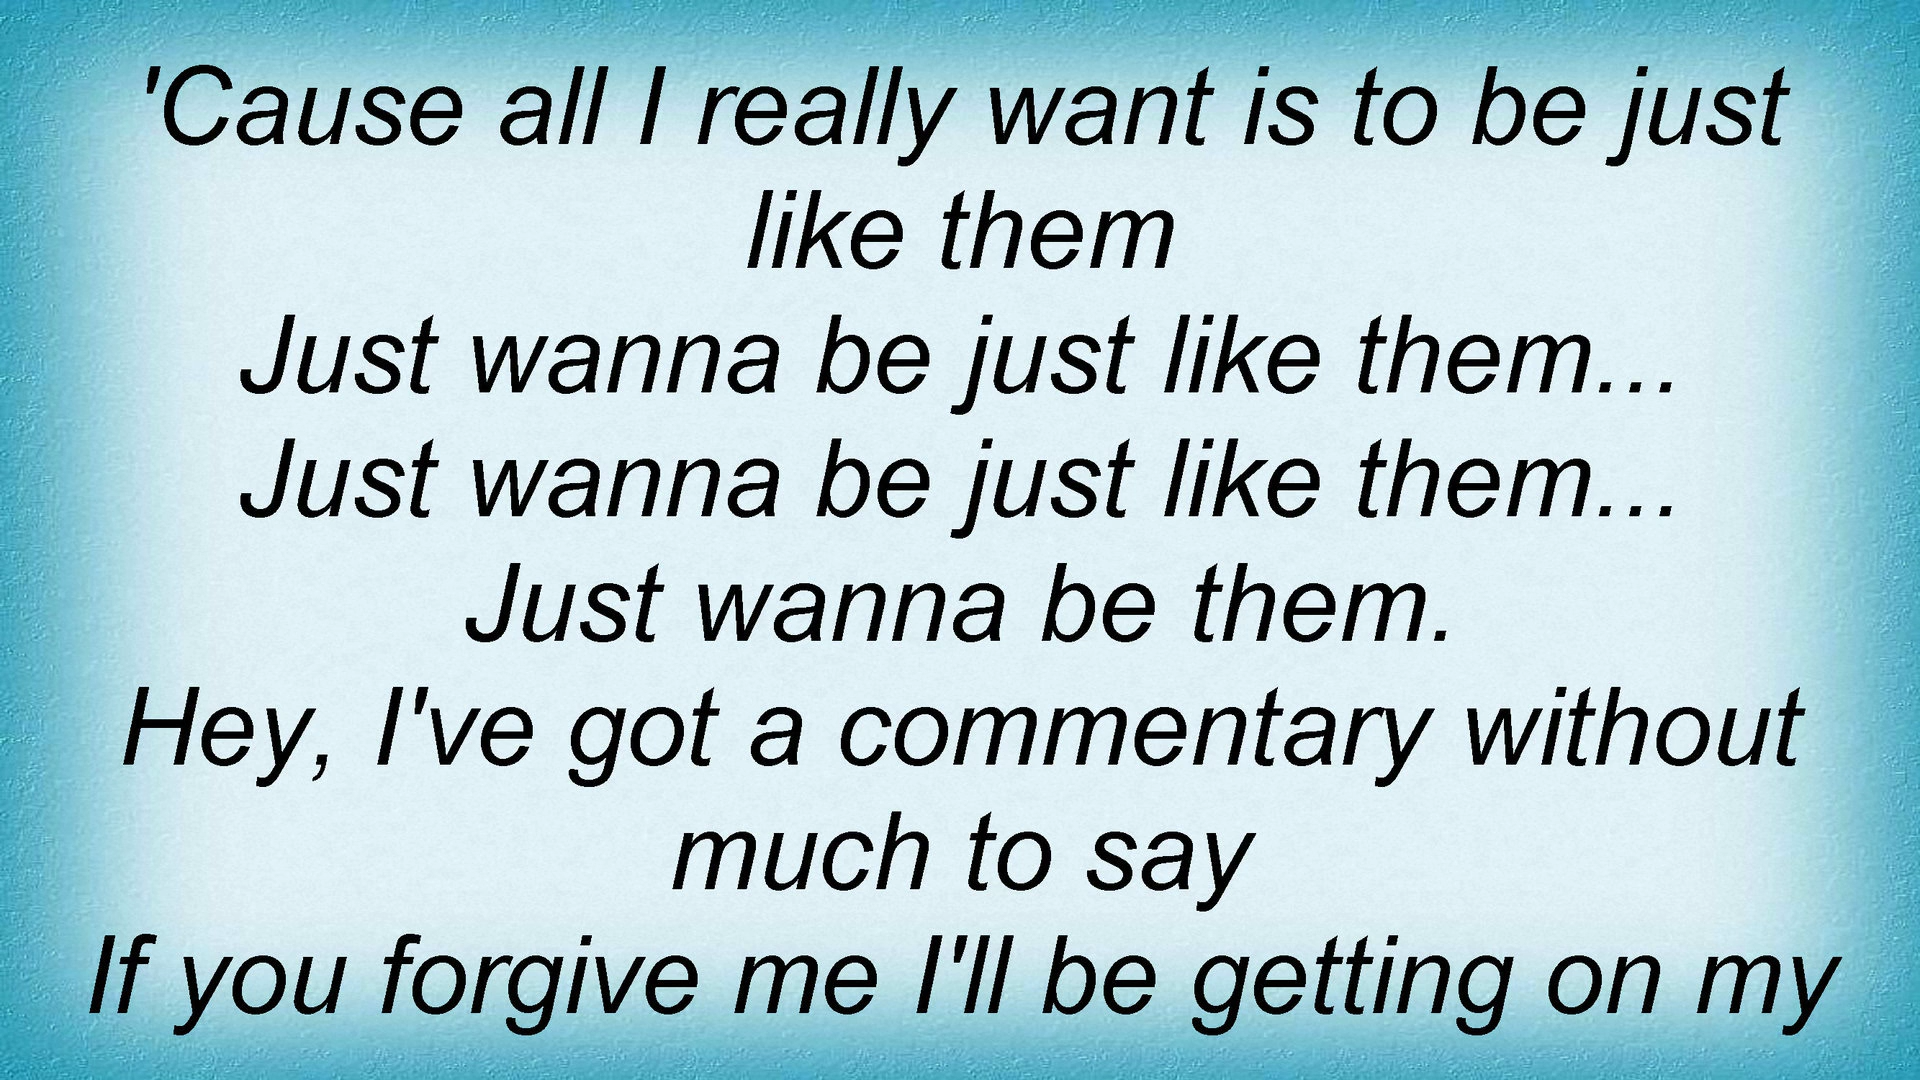 'Cause all I really want is to be just
like them
Just wanna be just like them...
Just wanna be just like them...
Just wanna be them.
Hey, I've got a commentary without
much to say
If you forgive me I'll be getting on my